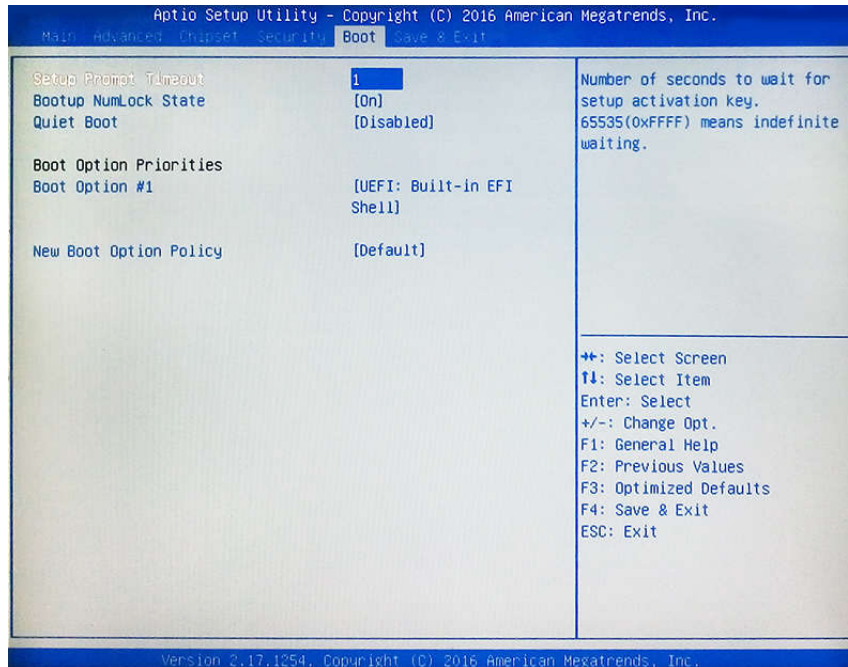 Aptio Setup Utility - Copyright (C) 2016 American Megatrends, Inc.
Main Advanced Chipset Security Boot Save & Exit
Setup Prompt Timeout 1
Bootup NumLock State [On]
Quiet Boot [Disabled]
Boot Option Priorities
Boot Option #1 [UEFI: Built-in EFI
Shell]
New Boot Option Policy [Default]
Number of seconds to wait for
setup activation key.
65535(0xFFFF) means indefinite
waiting.
→←: Select Screen
↑↓: Select Item
Enter: Select
+/-: Change Opt.
F1: General Help
F2: Previous Values
F3: Optimized Defaults
F4: Save & Exit
ESC: Exit
Version 2.17.1254. Copyright (C) 2016 American Megatrends, Inc.